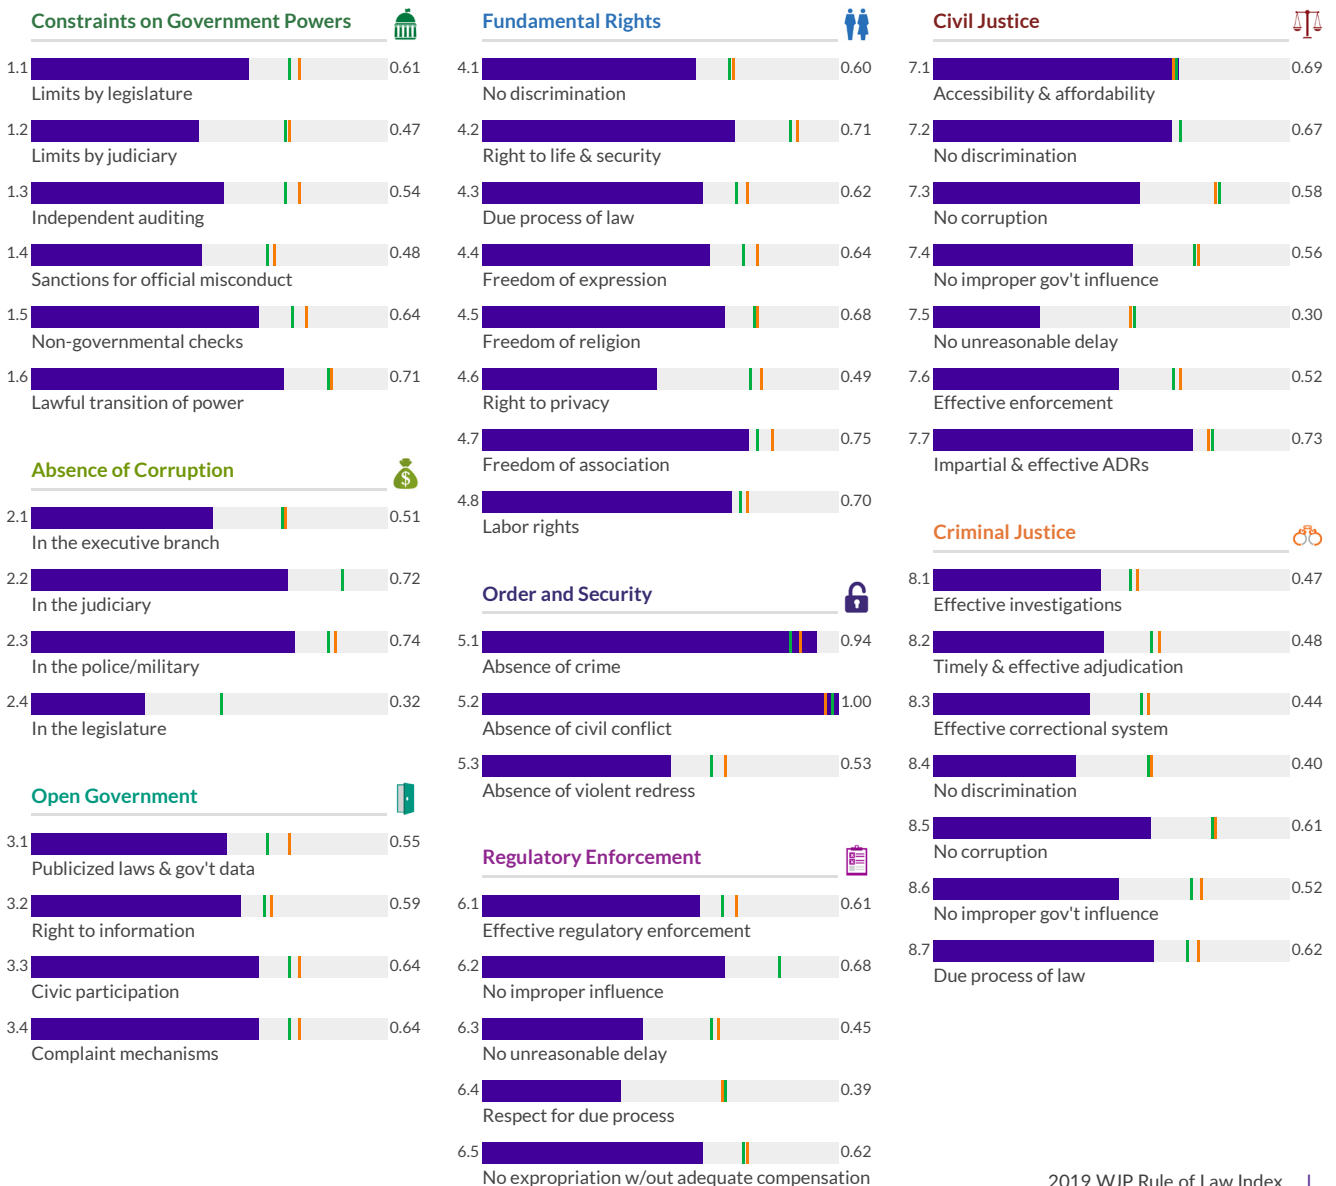 Constraints on Government Powers
1.1 0.61
Limits by legislature
1.2 0.47
Limits by judiciary
1.3 0.54
Independent auditing
1.4 0.48
Sanctions for official misconduct
1.5 0.64
Non-governmental checks
1.6 0.71
Lawful transition of power
Absence of Corruption
2.1 0.51
In the executive branch
2.2 0.72
In the judiciary
2.3 0.74
In the police/military
2.4 0.32
In the legislature
Open Government
3.1 0.55
Publicized laws & gov't data
3.2 0.59
Right to information
3.3 0.64
Civic participation
3.4 0.64
Complaint mechanisms
Fundamental Rights
4.1 0.60
No discrimination
4.2 0.71
Right to life & security
4.3 0.62
Due process of law
4.4 0.64
Freedom of expression
4.5 0.68
Freedom of religion
4.6 0.49
Right to privacy
4.7 0.75
Freedom of association
4.8 0.70
Labor rights
Order and Security
5.1 0.94
Absence of crime
5.2 1.00
Absence of civil conflict
5.3 0.53
Absence of violent redress
Regulatory Enforcement
6.1 0.61
Effective regulatory enforcement
6.2 0.68
No improper influence
6.3 0.45
No unreasonable delay
6.4 0.39
Respect for due process
6.5 0.62
No expropriation w/out adequate compensation
Civil Justice
7.1 0.69
Accessibility & affordability
7.2 0.67
No discrimination
7.3 0.58
No corruption
7.4 0.56
No improper gov't influence
7.5 0.30
No unreasonable delay
7.6 0.52
Effective enforcement
7.7 0.73
Impartial & effective ADRs
Criminal Justice
8.1 0.47
Effective investigations
8.2 0.48
Timely & effective adjudication
8.3 0.44
Effective correctional system
8.4 0.40
No discrimination
8.5 0.61
No corruption
8.6 0.52
No improper gov't influence
8.7 0.62
Due process of law
2019 WJP Rule of Law Index |